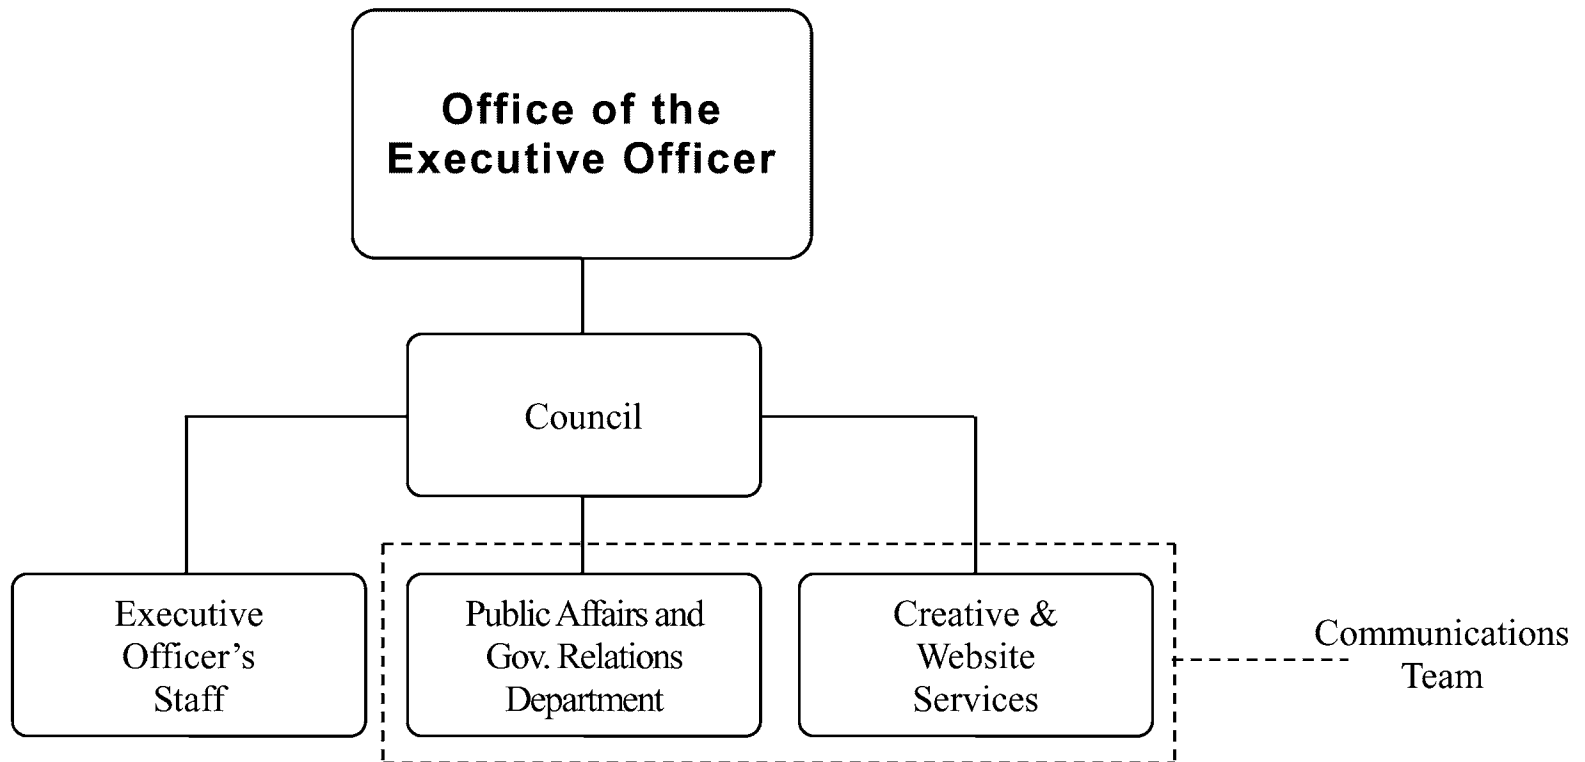 Office of the
Executive Officer
Council
Executive
Officer’s
Staff
Public Affairs and
Gov. Relations
Department
Creative &
Website
Services
Communications
Team